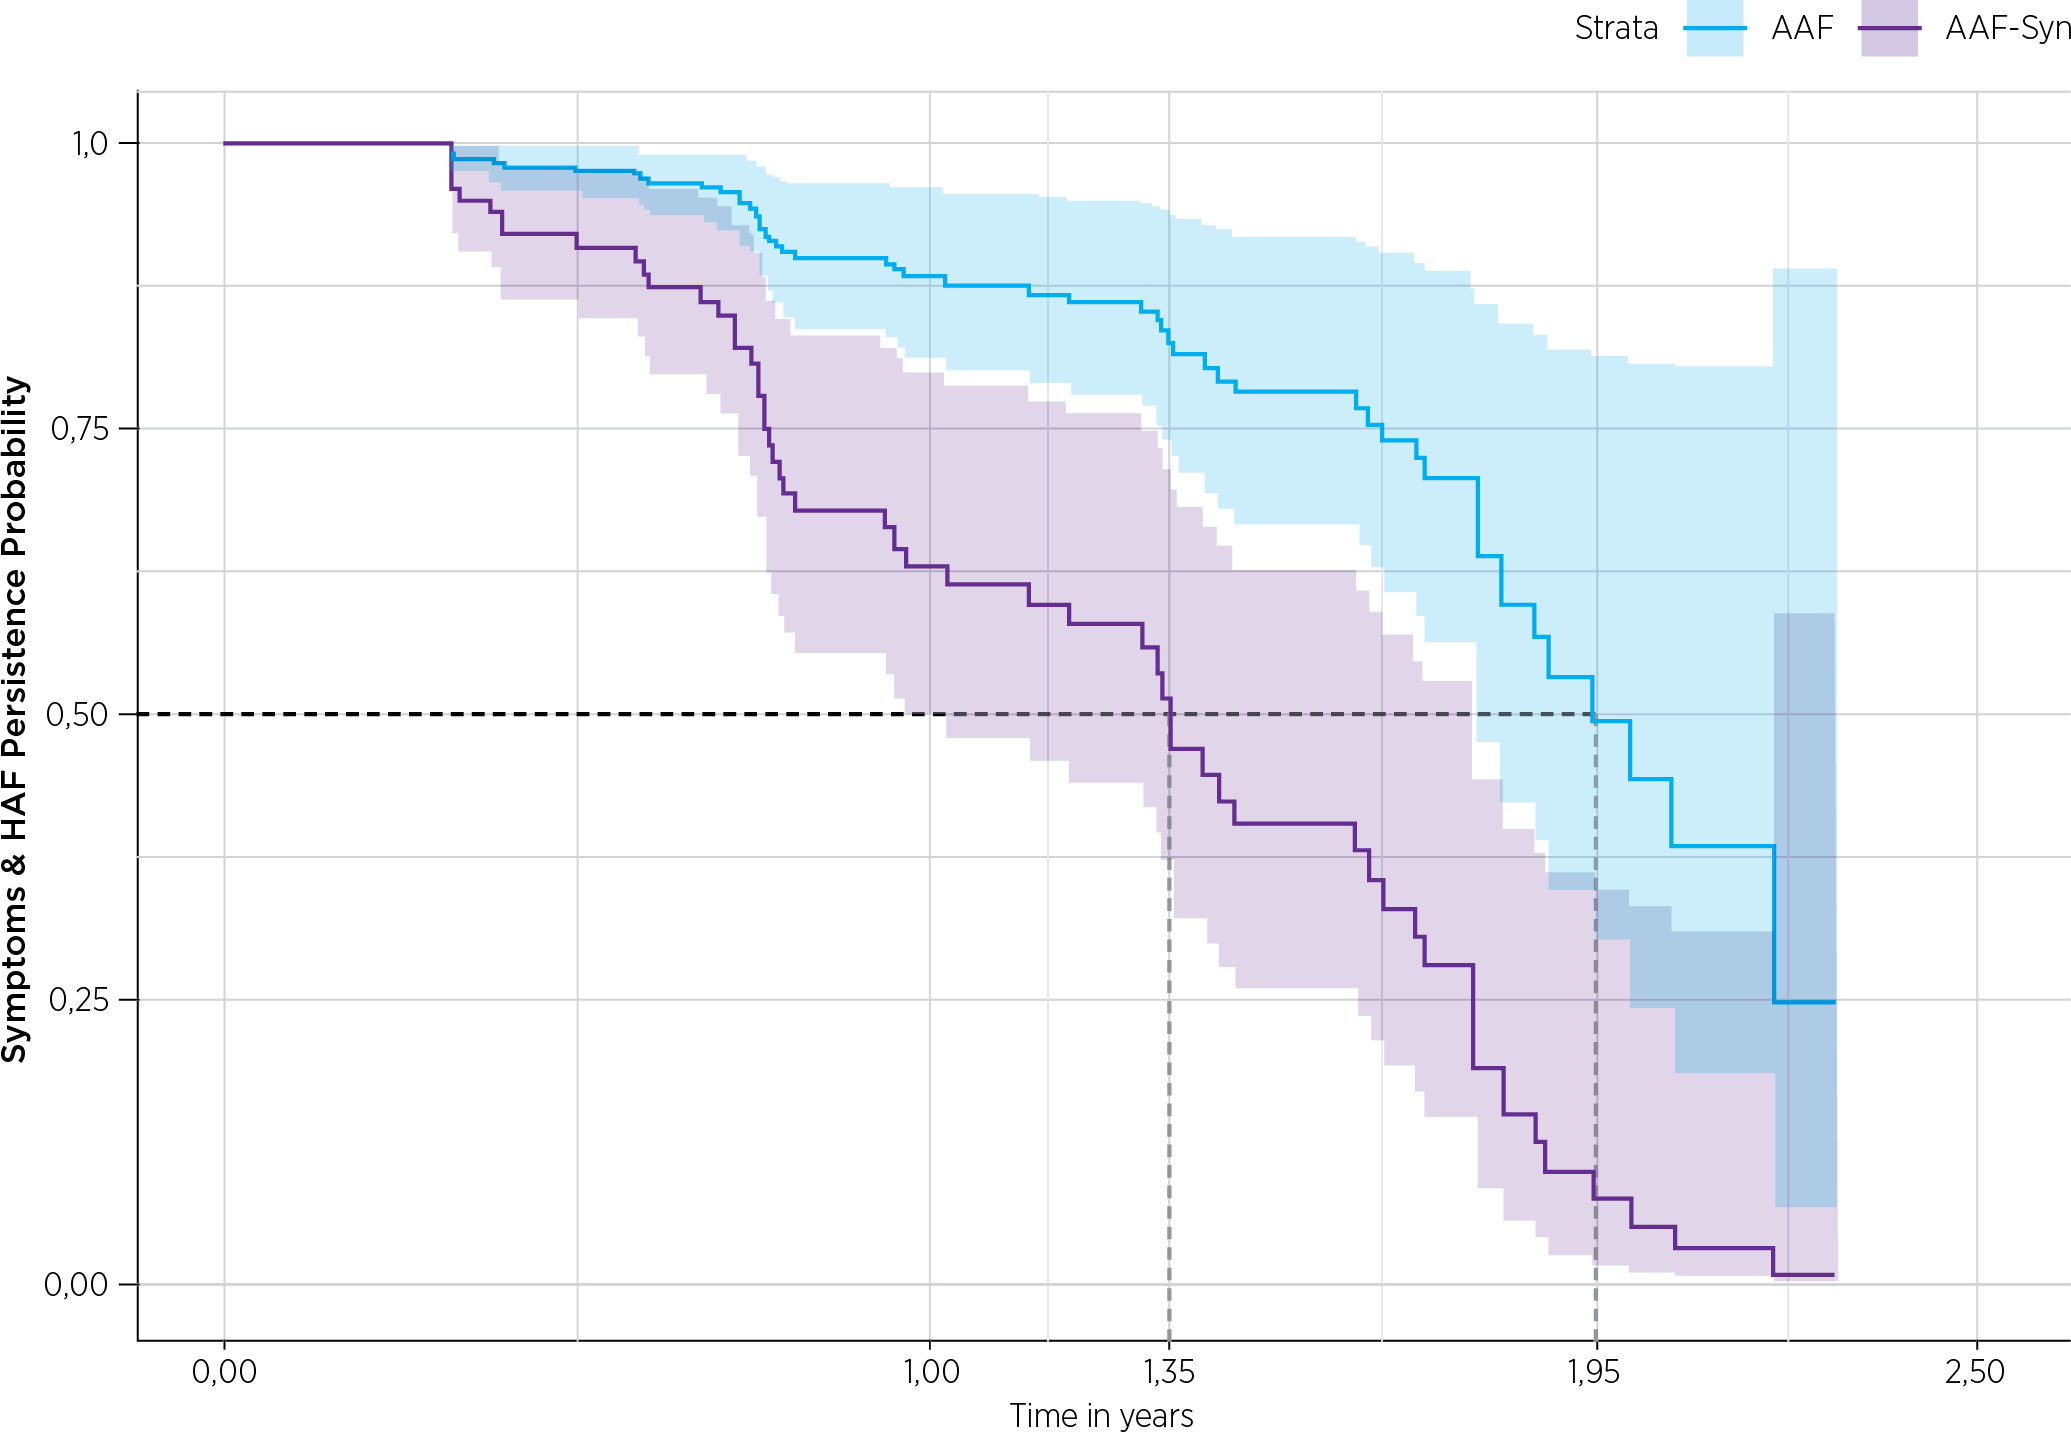 Strata AAF AAF-Syn
Symptoms & HAF Persistence Probability
1,0
0,75
0,50
0,25
0,00
0,00 1,00 1,35 1,95 2,50
Time in years